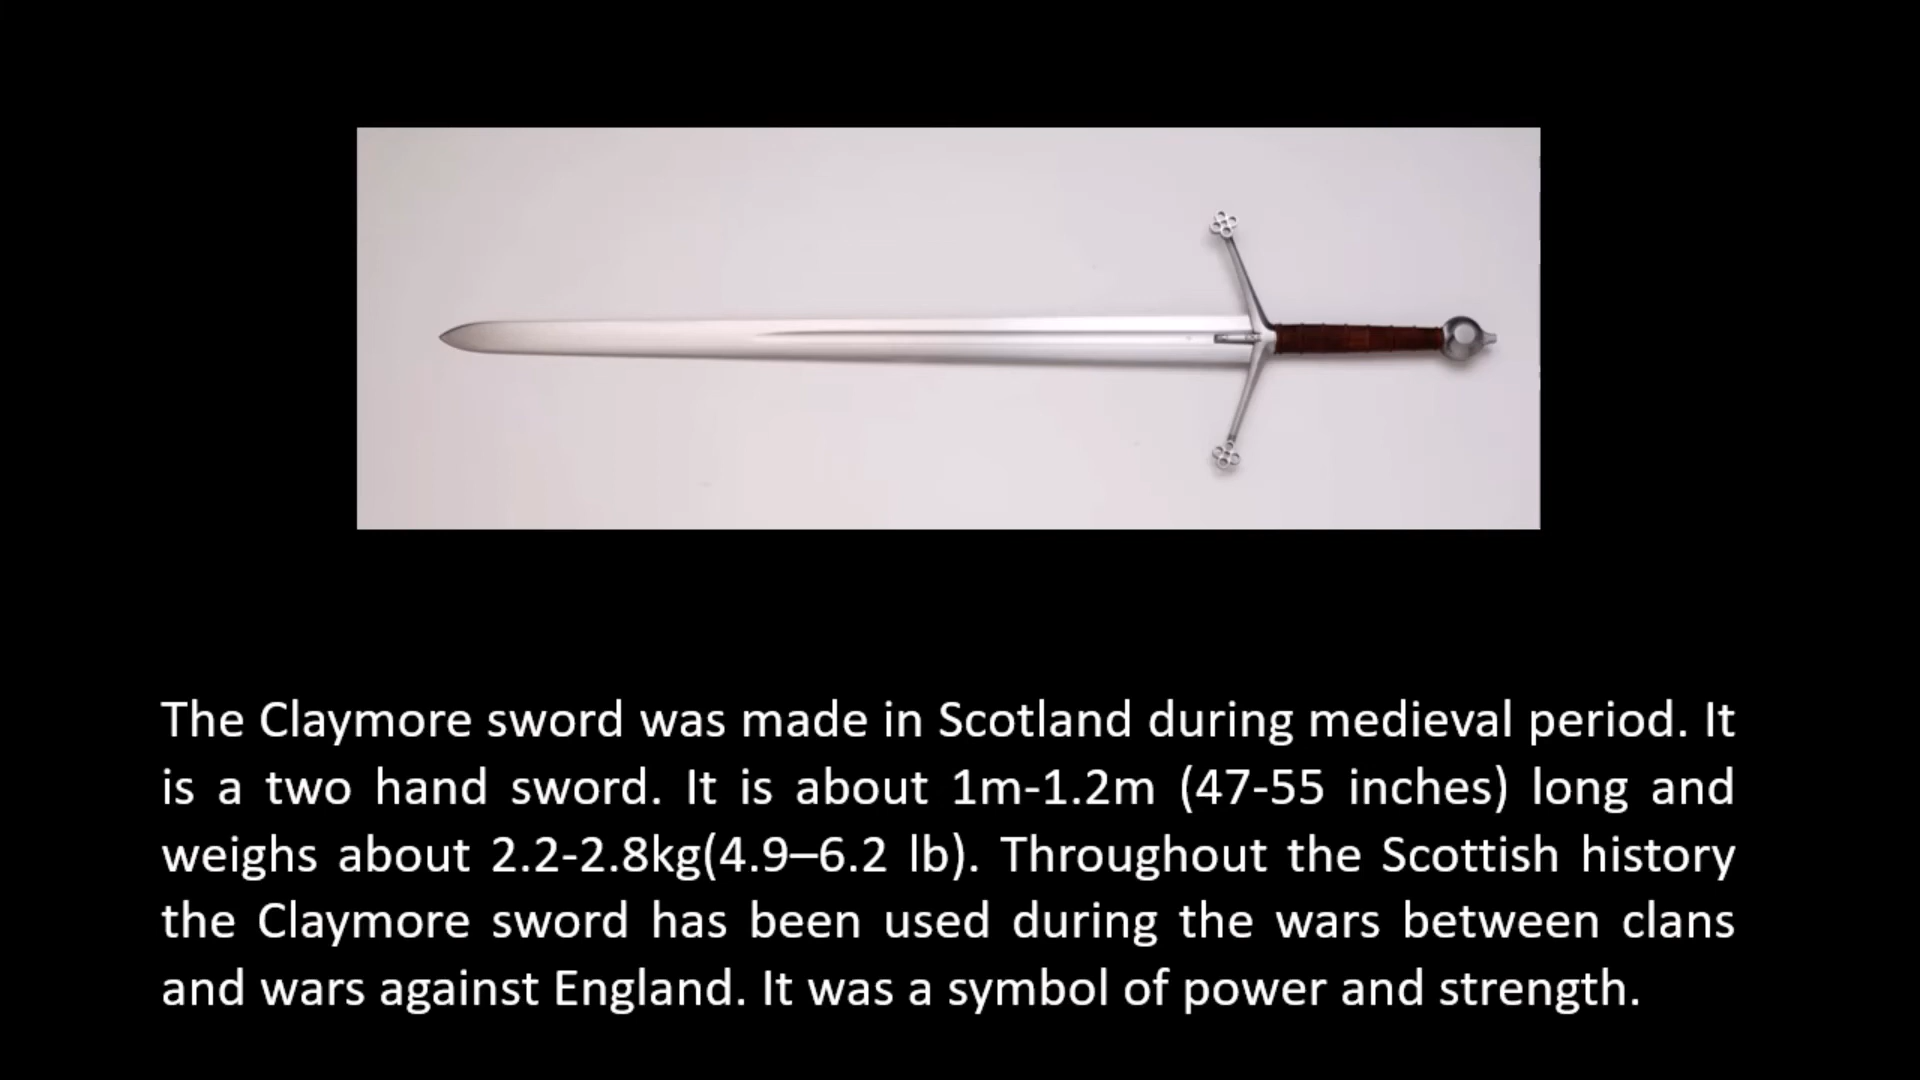 The Claymore sword was made in Scotland during medieval period. It
is a two hand sword. It is about 1m-1.2m (47-55 inches) long and
weighs about 2.2-2.8kg(4.9–6.2 lb). Throughout the Scottish history
the Claymore sword has been used during the wars between clans
and wars against England. It was a symbol of power and strength.